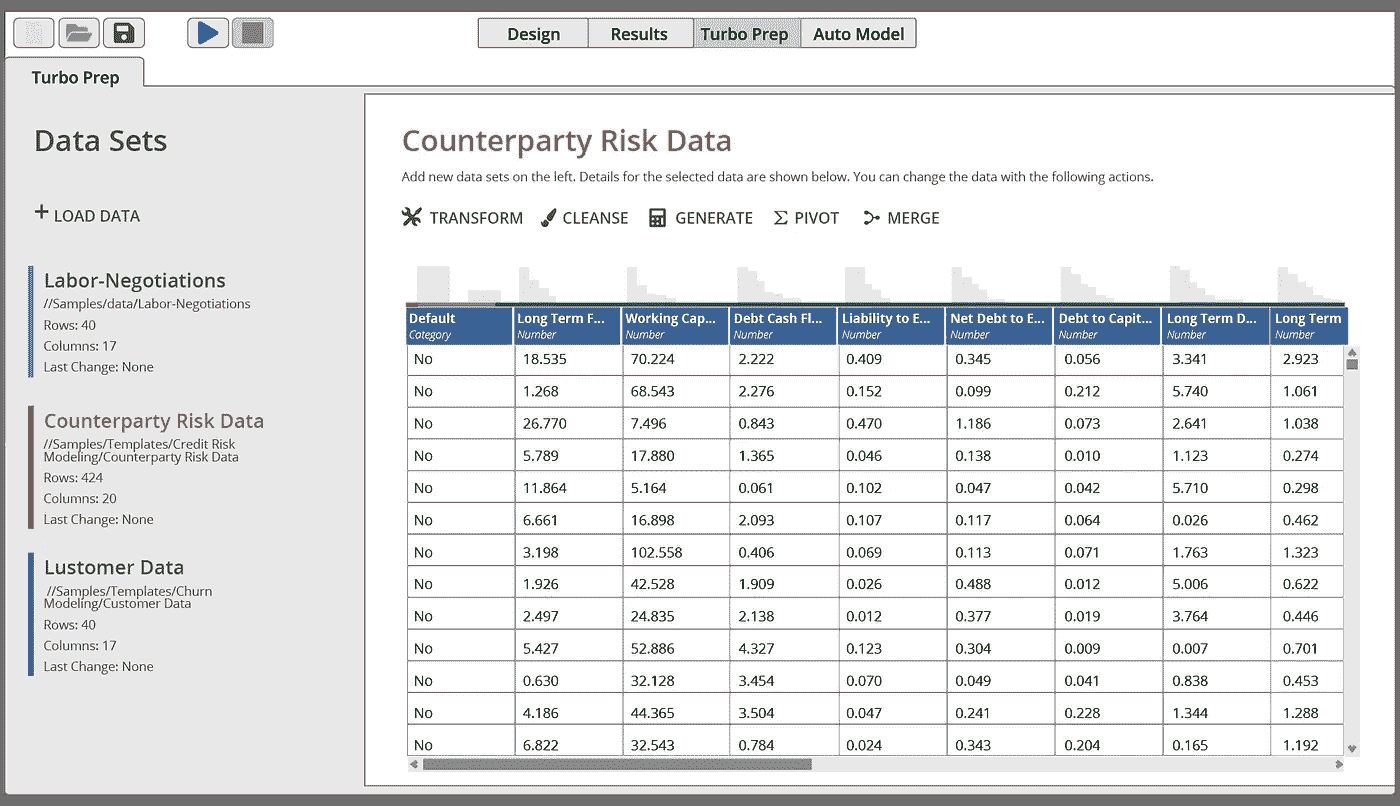 Design Results Turbo Prep Auto Model
Turbo Prep
Data Sets
+ LOAD DATA
Labor-Negotiations
//Samples/data/Labor-Negotiations
Rows: 40
Columns: 17
Last Change: None
Counterparty Risk Data
//Samples/Templates/Credit Risk
Modeling/Counterparty Risk Data
Rows: 424
Columns: 20
Last Change: None
Lustomer Data
//Samples/Templates/Churn
Modeling/Customer Data
Rows: 40
Columns: 17
Last Change: None
Counterparty Risk Data
Add new data sets on the left. Details for the selected data are shown below. You can change the data with the following actions.
TRANSFORM CLEANSE GENERATE Σ PIVOT MERGE
Default Long Term F... Working Cap... Debt Cash Fl... Liability to E... Net Debt to E... Debt to Capit... Long Term D... Long Term
Category Number Number Number Number Number Number Number Number
No 18.535 70.224 2.222 0.409 0.345 0.056 3.341 2.923
No 1.268 68.543 2.276 0.152 0.099 0.212 5.740 1.061
No 26.770 7.496 0.843 0.470 1.186 0.073 2.641 1.038
No 5.789 17.880 1.365 0.046 0.138 0.010 1.123 0.274
No 11.864 5.164 0.061 0.102 0.047 0.042 5.710 0.298
No 6.661 16.898 2.093 0.107 0.117 0.064 0.026 0.462
No 3.198 102.558 0.406 0.069 0.113 0.071 1.763 1.323
No 1.926 42.528 1.909 0.026 0.488 0.012 5.006 0.622
No 2.497 24.835 2.138 0.012 0.377 0.019 3.764 0.446
No 5.427 52.886 4.327 0.123 0.304 0.009 0.007 0.701
No 0.630 32.128 3.454 0.070 0.049 0.041 0.838 0.453
No 4.186 44.365 3.504 0.047 0.241 0.228 1.344 1.288
No 6.822 32.543 0.784 0.024 0.343 0.204 0.165 1.192